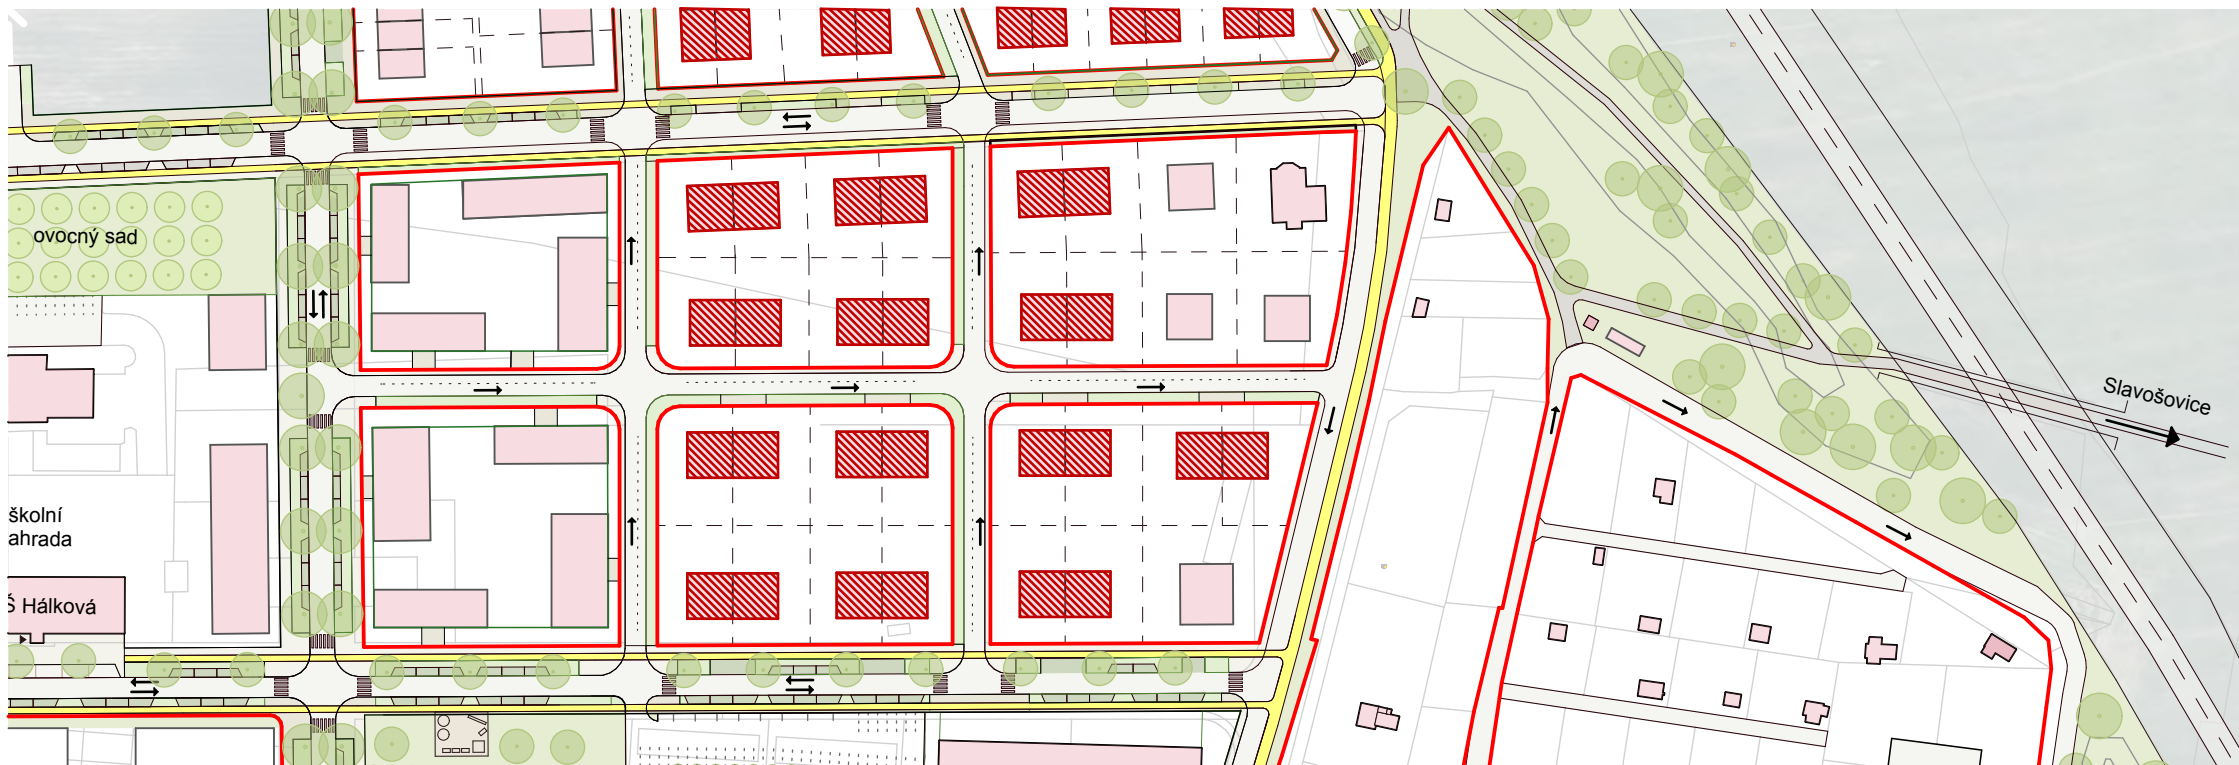 ovocný sad
Slavošovice
školní
ahrada
Š Hálková